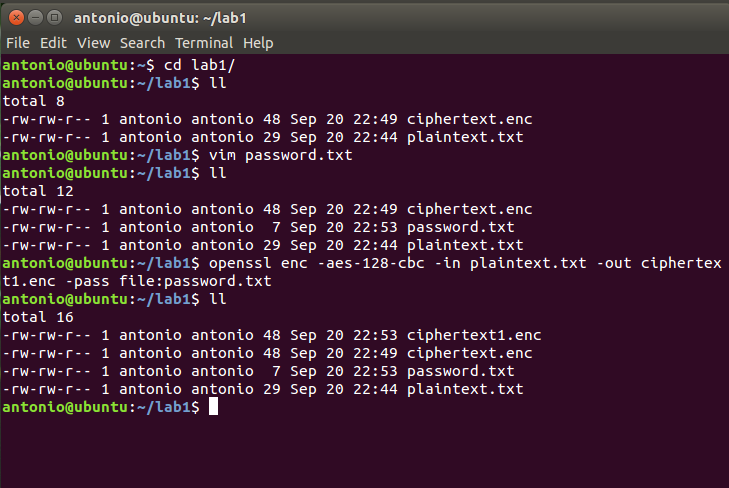 antonio@ubuntu: ~/lab1
File Edit View Search Terminal Help
antonio@ubuntu:~$ cd lab1/
antonio@ubuntu:~/lab1$ ll
total 8
-rw-rw-r-- 1 antonio antonio 48 Sep 20 22:49 ciphertext.enc
-rw-rw-r-- 1 antonio antonio 29 Sep 20 22:44 plaintext.txt
antonio@ubuntu:~/lab1$ vim password.txt
antonio@ubuntu:~/lab1$ ll
total 12
-rw-rw-r-- 1 antonio antonio 48 Sep 20 22:49 ciphertext.enc
-rw-rw-r-- 1 antonio antonio  7 Sep 20 22:53 password.txt
-rw-rw-r-- 1 antonio antonio 29 Sep 20 22:44 plaintext.txt
antonio@ubuntu:~/lab1$ openssl enc -aes-128-cbc -in plaintext.txt -out ciphertex
t1.enc -pass file:password.txt
antonio@ubuntu:~/lab1$ ll
total 16
-rw-rw-r-- 1 antonio antonio 48 Sep 20 22:53 ciphertext1.enc
-rw-rw-r-- 1 antonio antonio 48 Sep 20 22:49 ciphertext.enc
-rw-rw-r-- 1 antonio antonio  7 Sep 20 22:53 password.txt
-rw-rw-r-- 1 antonio antonio 29 Sep 20 22:44 plaintext.txt
antonio@ubuntu:~/lab1$